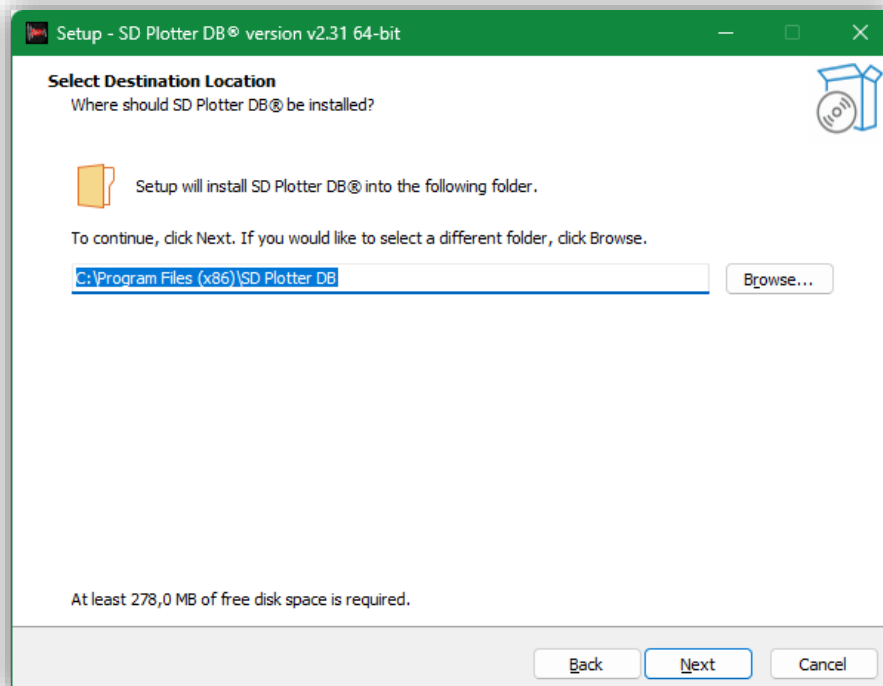 Setup - SD Plotter DB® version v2.31 64-bit
Select Destination Location
Where should SD Plotter DB® be installed?
Setup will install SD Plotter DB® into the following folder.
To continue, click Next. If you would like to select a different folder, click Browse.
C:\Program Files (x86)\SD Plotter DB
Browse...
At least 278,0 MB of free disk space is required.
Back
Next
Cancel